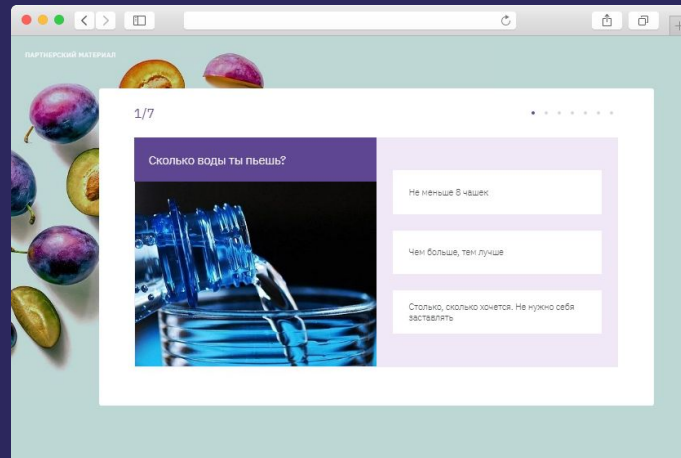 ПАРТНЕРСКИЙ МАТЕРИАЛ
1/7
Сколько воды ты пьешь?
Не меньше 8 чашек
Чем больше, тем лучше
Столько, сколько хочется. Не нужно себя
заставлять